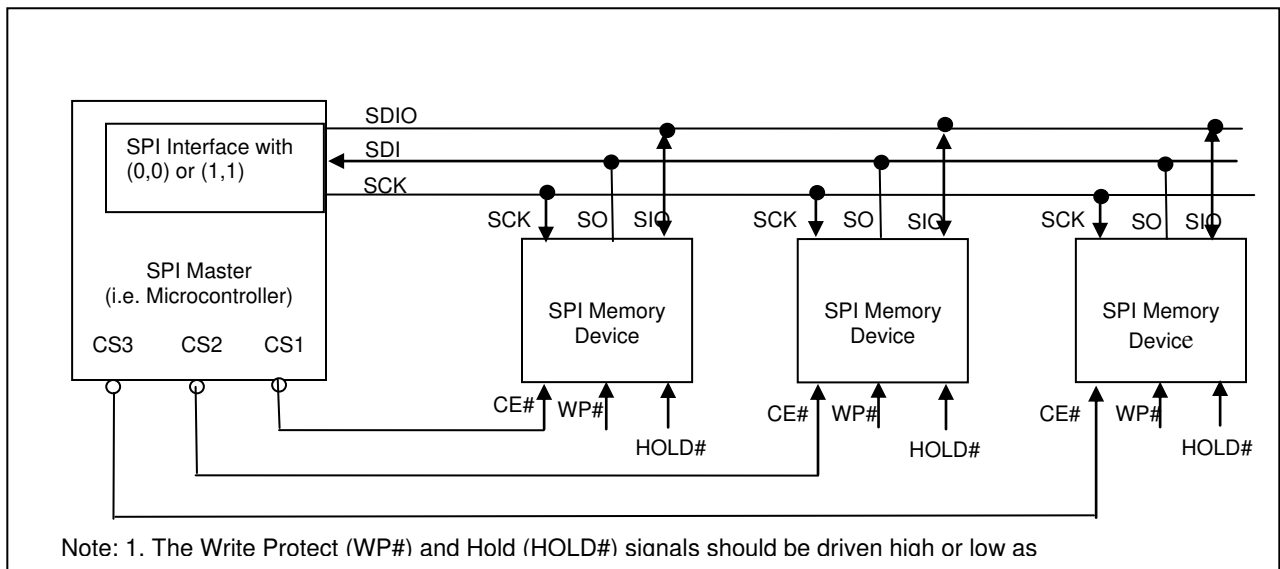 SDIO
SPI Interface with
(0,0) or (1,1)
SDI
SCK
SCK SO SIO SCK SO SIO SCK SO SIO
SPI Master
(i.e. Microcontroller)
SPI Memory
Device
SPI Memory
Device
SPI Memory
Device
CS3 CS2 CS1
CE# WP# CE# WP# CE# WP#
HOLD# HOLD# HOLD#
Note: 1. The Write Protect (WP#) and Hold (HOLD#) signals should be driven high or low as